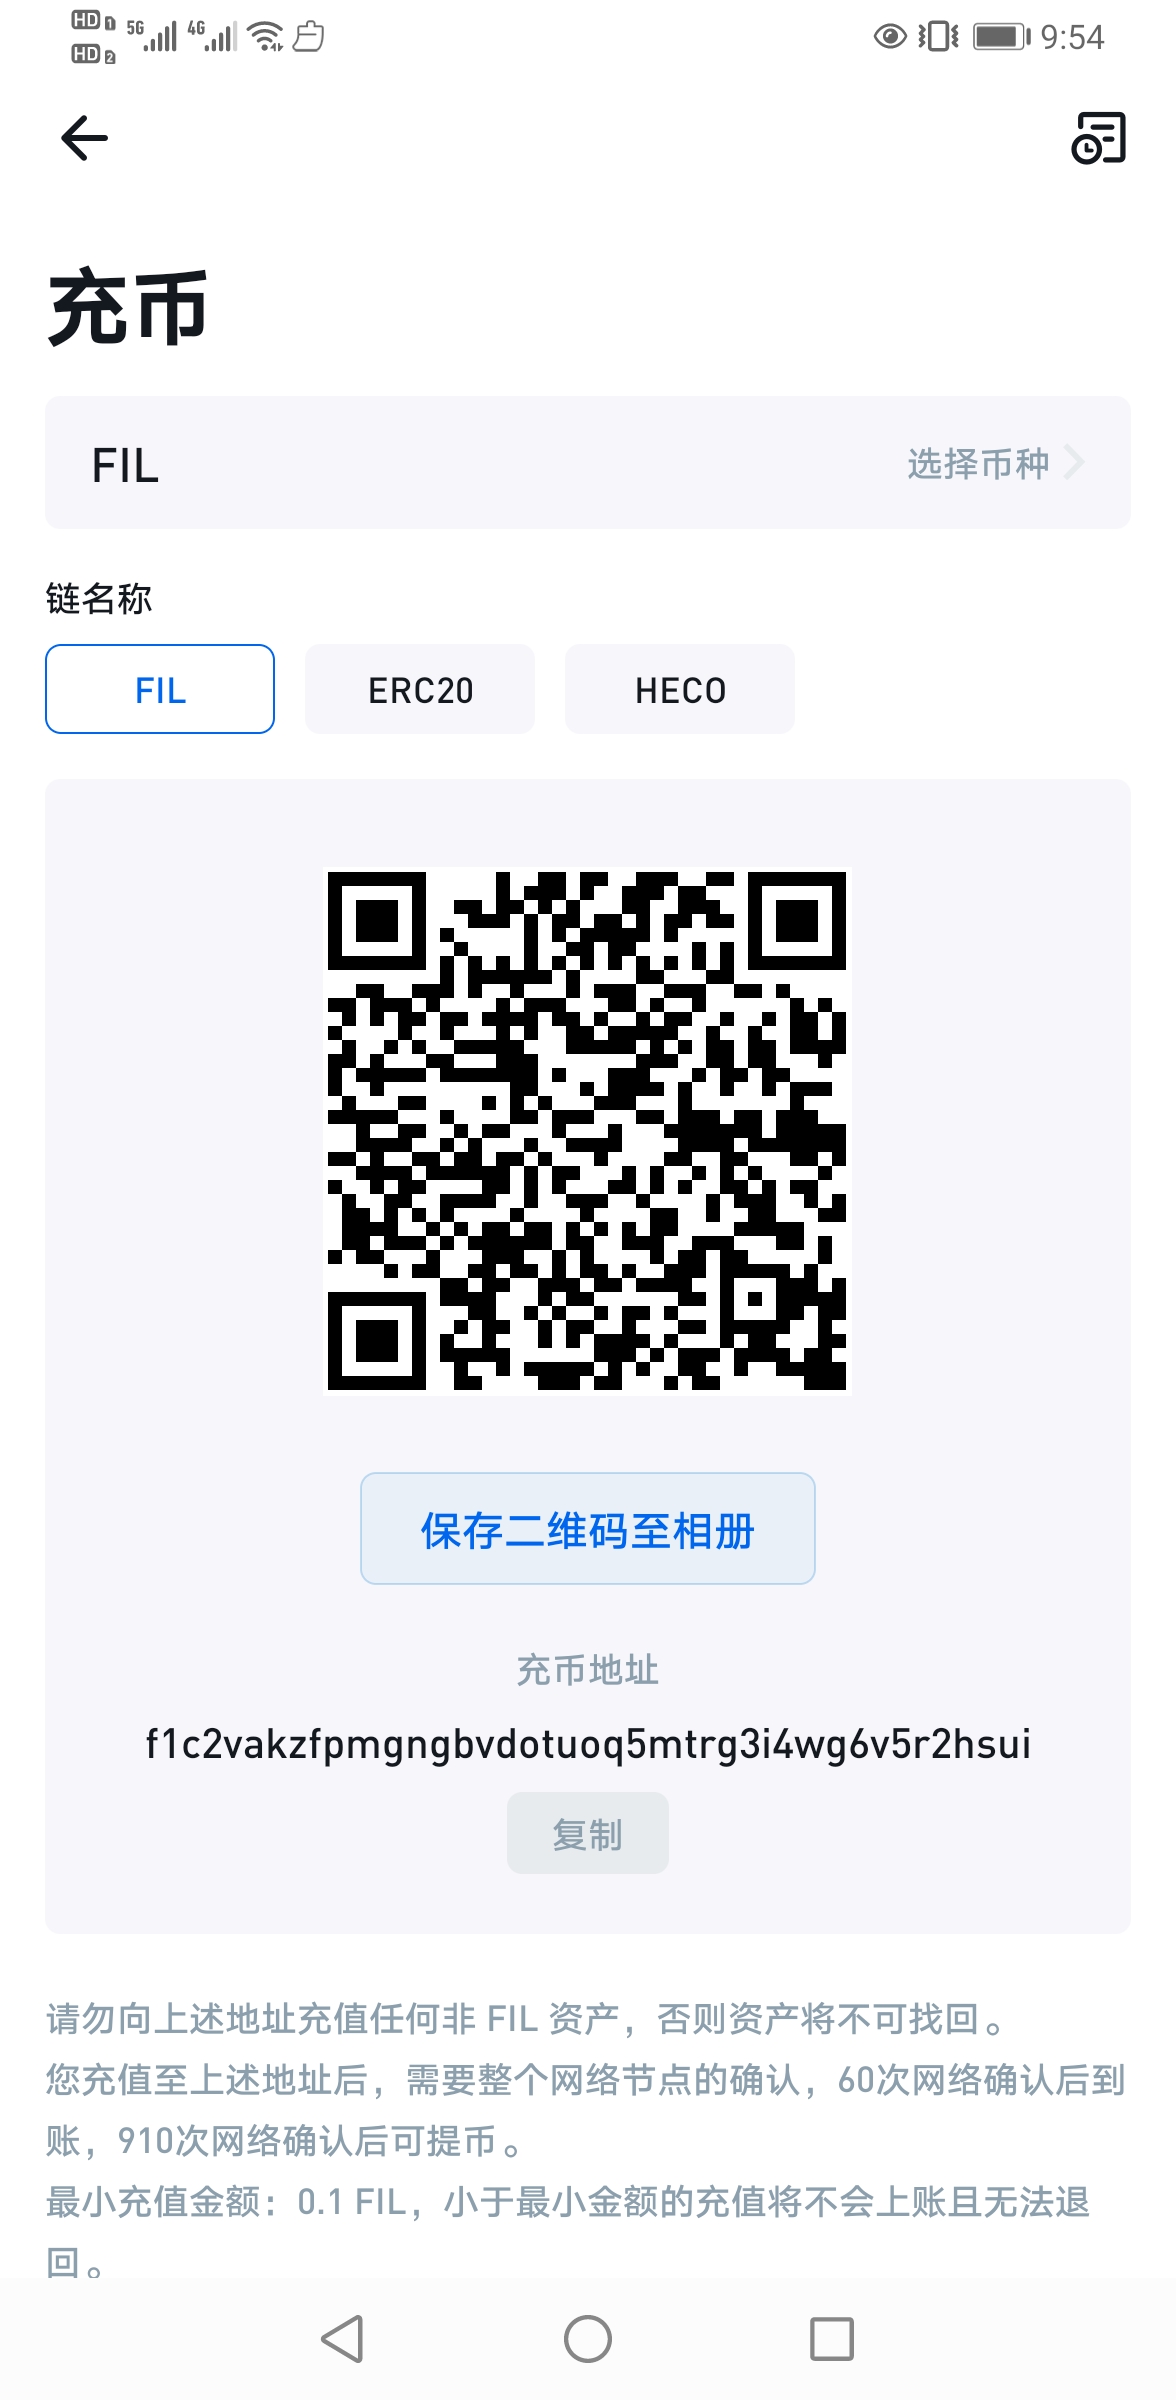 HD 1 5G 4G 9:54
HD 2
充币
FIL 选择币种
链名称
FIL ERC20 HECO
保存二维码至相册
充币地址
f1c2vakzfpmgngbvdotuoq5mtrg3i4wg6v5r2hsui
复制
请勿向上述地址充值任何非 FIL 资产，否则资产将不可找回。
您充值至上述地址后，需要整个网络节点的确认，60次网络确认后到
账，910次网络确认后可提币。
最小充值金额：0.1 FIL，小于最小金额的充值将不会上账且无法退
回。